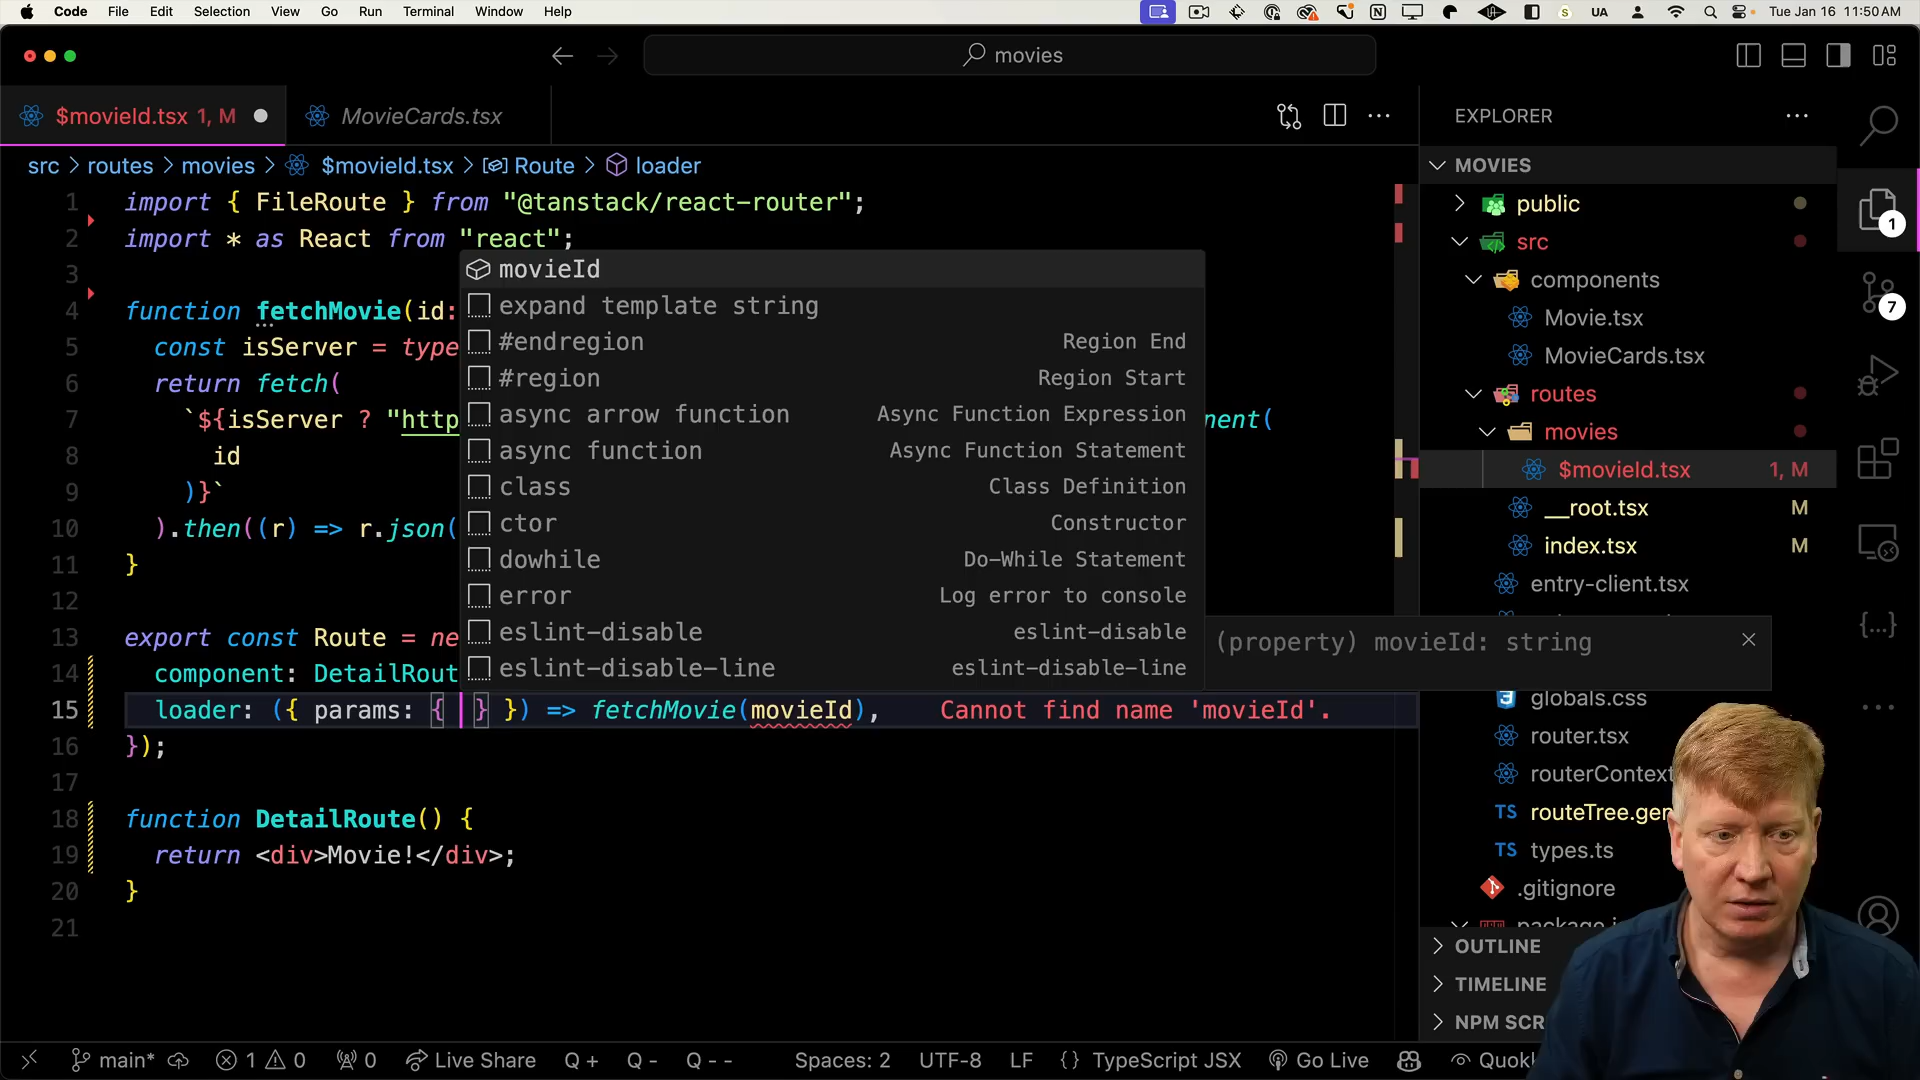 Code File Edit Selection View Go Run Terminal Window Help UA Tue Jan 16 11:50 AM
movies
$movieId.tsx 1, M MovieCards.tsx
src > routes > movies > $movieId.tsx > Route > loader
1 import { FileRoute } from "@tanstack/react-router";
2 import * as React from "react";
3
4 function fetchMovie(id:
5 const isServer = type
6 return fetch(
7 `${isServer ? "http nent(
8 id
9 )}`
10 ).then((r) => r.json(
11 }
12
13 export const Route = ne
14 component: DetailRout
15 loader: ({ params: { } }) => fetchMovie(movieId), Cannot find name 'movieId'.
16 });
17
18 function DetailRoute() {
19 return <div>Movie!</div>;
20 }
21
movieId
expand template string
#endregion Region End
#region Region Start
async arrow function Async Function Expression
async function Async Function Statement
class Class Definition
ctor Constructor
dowhile Do-While Statement
error Log error to console
eslint-disable eslint-disable
eslint-disable-line eslint-disable-line
(property) movieId: string
EXPLORER
MOVIES
public
src
components
Movie.tsx
MovieCards.tsx
routes
movies
$movieId.tsx 1, M
__root.tsx M
index.tsx M
entry-client.tsx
globals.css
router.tsx
routerContext
TS routeTree.gen
TS types.ts
.gitignore
OUTLINE
TIMELINE
NPM SCR
1
7
main* 1 0 0 Live Share Q + Q - Q - - Spaces: 2 UTF-8 LF {} TypeScript JSX Go Live Quokk